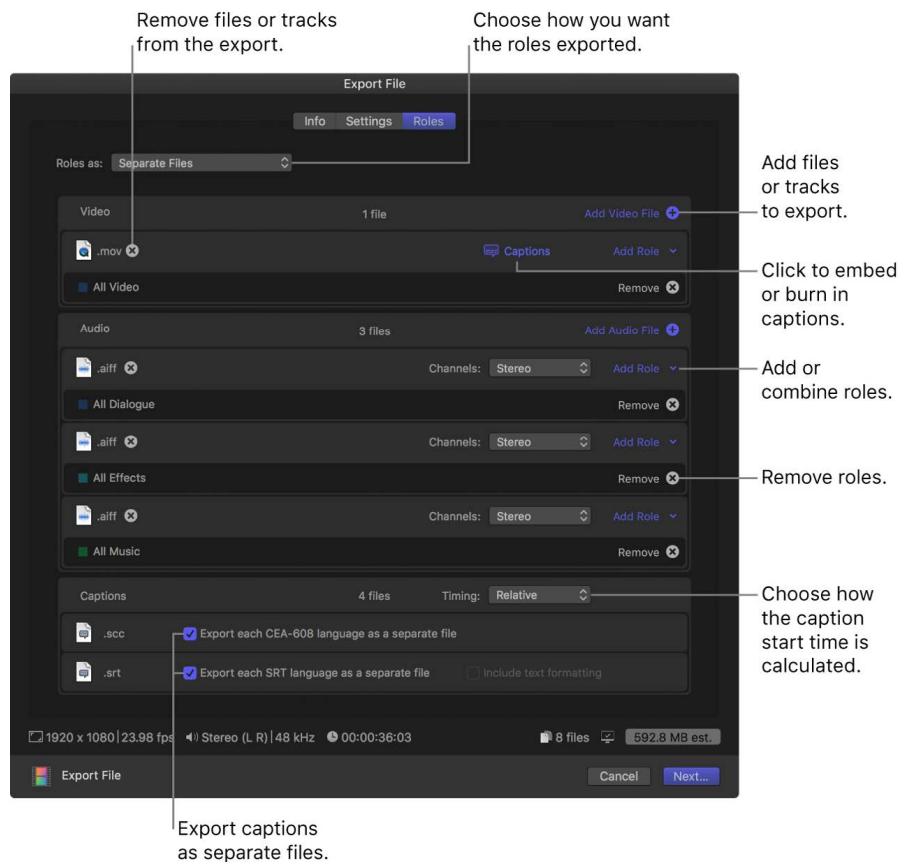 Remove files or tracks
from the export.
Choose how you want
the roles exported.
Export File
Info Settings Roles
Roles as: Separate Files
Add files
or tracks
to export.
Video 1 file Add Video File
.mov Captions Add Role
Click to embed
or burn in
captions.
All Video Remove
Audio 3 files Add Audio File
.aiff Channels: Stereo Add Role
Add or
combine roles.
All Dialogue Remove
.aiff Channels: Stereo Add Role
All Effects Remove
Remove roles.
.aiff Channels: Stereo Add Role
All Music Remove
Captions 4 files Timing: Relative
Choose how
the caption
start time is
calculated.
.scc Export each CEA-608 language as a separate file
.srt Export each SRT language as a separate file Include text formatting
1920 x 1080 | 23.98 fps Stereo (L R) | 48 kHz 00:00:36:03 8 files 592.8 MB est.
Export File Cancel Next...
Export captions
as separate files.